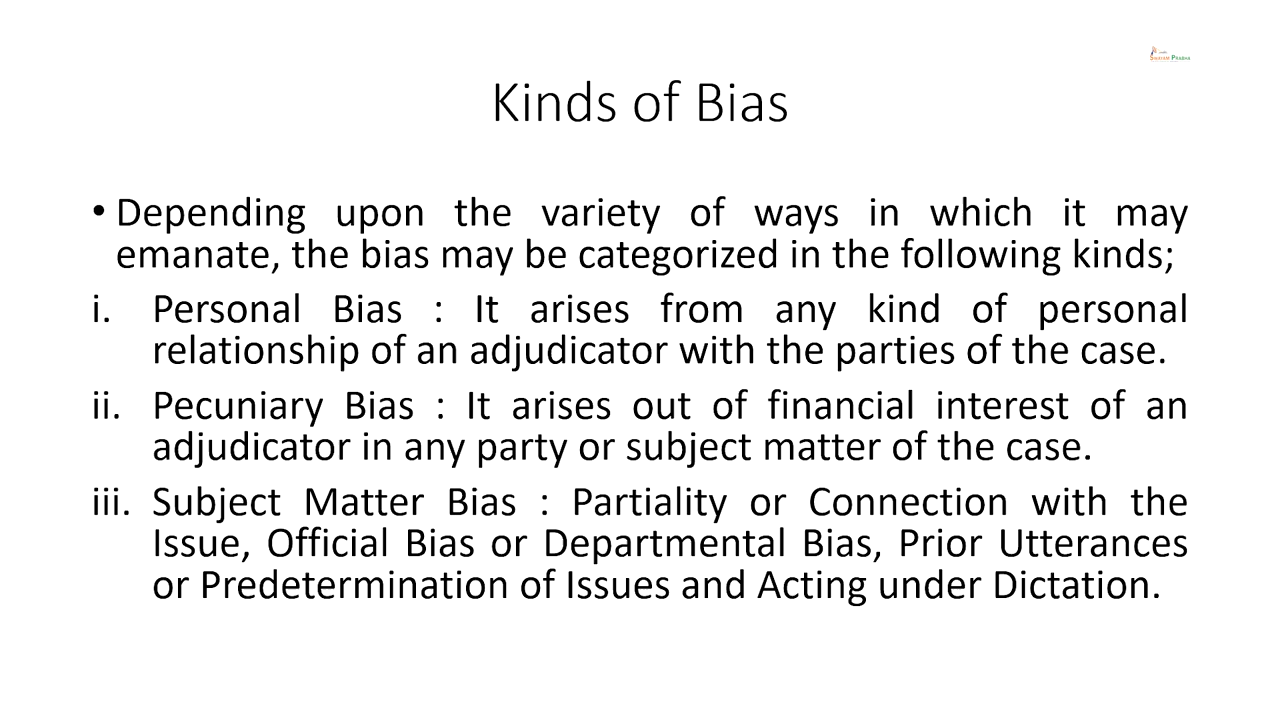 Swayam Prabha
Kinds of Bias
• Depending upon the variety of ways in which it may
emanate, the bias may be categorized in the following kinds;
i. Personal Bias : It arises from any kind of personal
relationship of an adjudicator with the parties of the case.
ii. Pecuniary Bias : It arises out of financial interest of an
adjudicator in any party or subject matter of the case.
iii. Subject Matter Bias : Partiality or Connection with the
Issue, Official Bias or Departmental Bias, Prior Utterances
or Predetermination of Issues and Acting under Dictation.